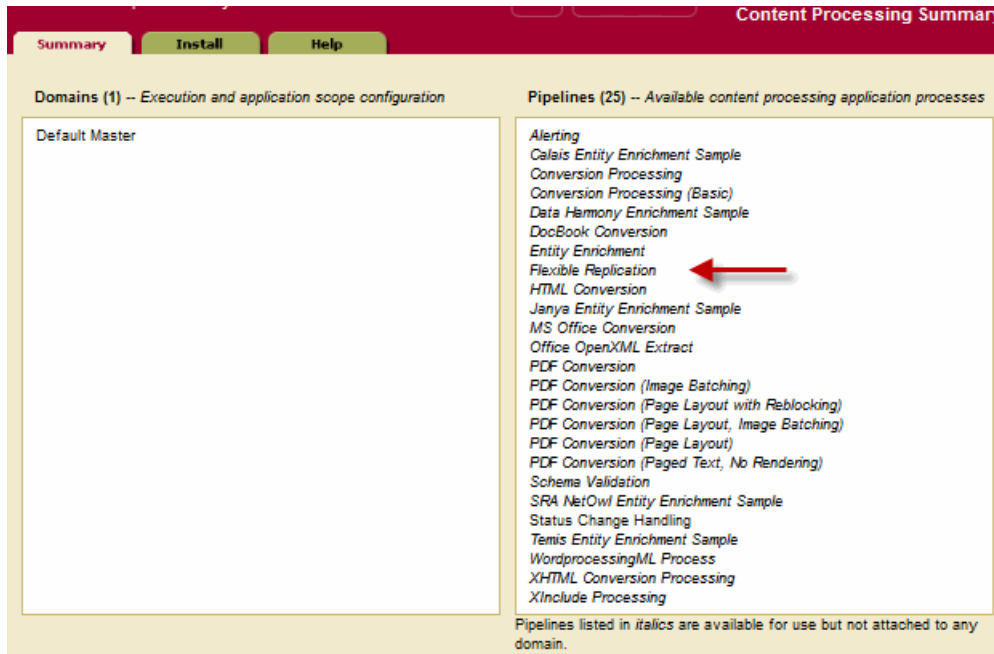 Content Processing Summary
Summary
Install
Help
Domains (1) -- Execution and application scope configuration
Default Master
Pipelines (25) -- Available content processing application processes
Alerting
Calais Entity Enrichment Sample
Conversion Processing
Conversion Processing (Basic)
Data Harmony Enrichment Sample
DocBook Conversion
Entity Enrichment
Flexible Replication
HTML Conversion
Janya Entity Enrichment Sample
MS Office Conversion
Office OpenXML Extract
PDF Conversion
PDF Conversion (Image Batching)
PDF Conversion (Page Layout with Reblocking)
PDF Conversion (Page Layout, Image Batching)
PDF Conversion (Page Layout)
PDF Conversion (Paged Text, No Rendering)
Schema Validation
SRA NetOwl Entity Enrichment Sample
Status Change Handling
Temis Entity Enrichment Sample
WordprocessingML Process
XHTML Conversion Processing
XInclude Processing
Pipelines listed in italics are available for use but not attached to any
domain.